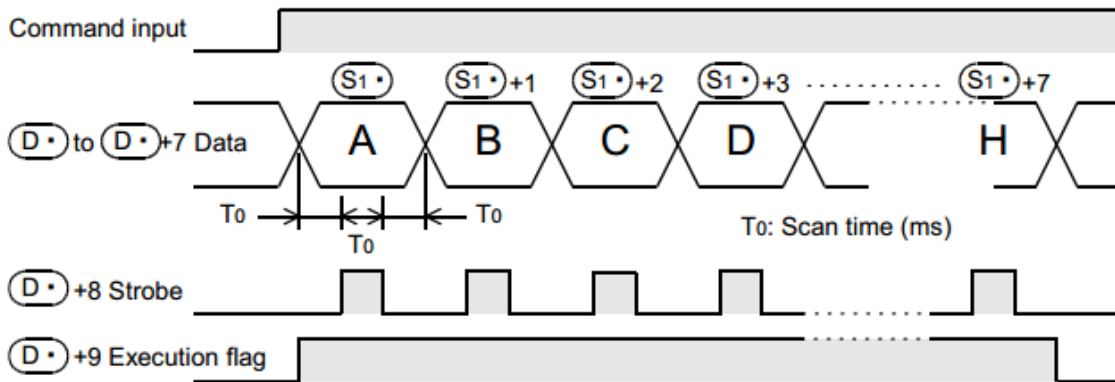 Command input
S1· S1·+1 S1·+2 S1·+3 S1·+7
D· to D·+7 Data A B C D H
T0 T0
T0 T0: Scan time (ms)
D· +8 Strobe
D· +9 Execution flag